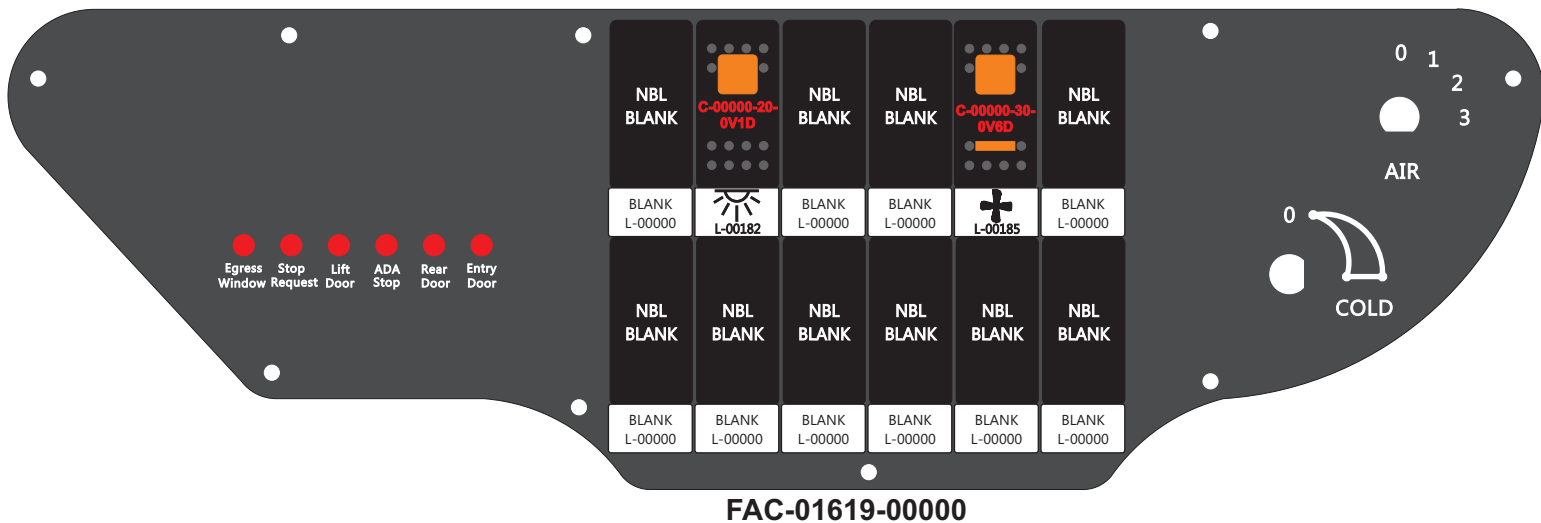 NBL
BLANK
C-00000-20-
0V1D
NBL
BLANK
NBL
BLANK
C-00000-30-
0V6D
NBL
BLANK
BLANK
L-00000
L-00182
BLANK
L-00000
BLANK
L-00000
L-00185
BLANK
L-00000
0
1
2
3
AIR
0
COLD
Egress
Window
Stop
Request
Lift
Door
ADA
Stop
Rear
Door
Entry
Door
NBL
BLANK
NBL
BLANK
NBL
BLANK
NBL
BLANK
NBL
BLANK
NBL
BLANK
BLANK
L-00000
BLANK
L-00000
BLANK
L-00000
BLANK
L-00000
BLANK
L-00000
BLANK
L-00000
FAC-01619-00000